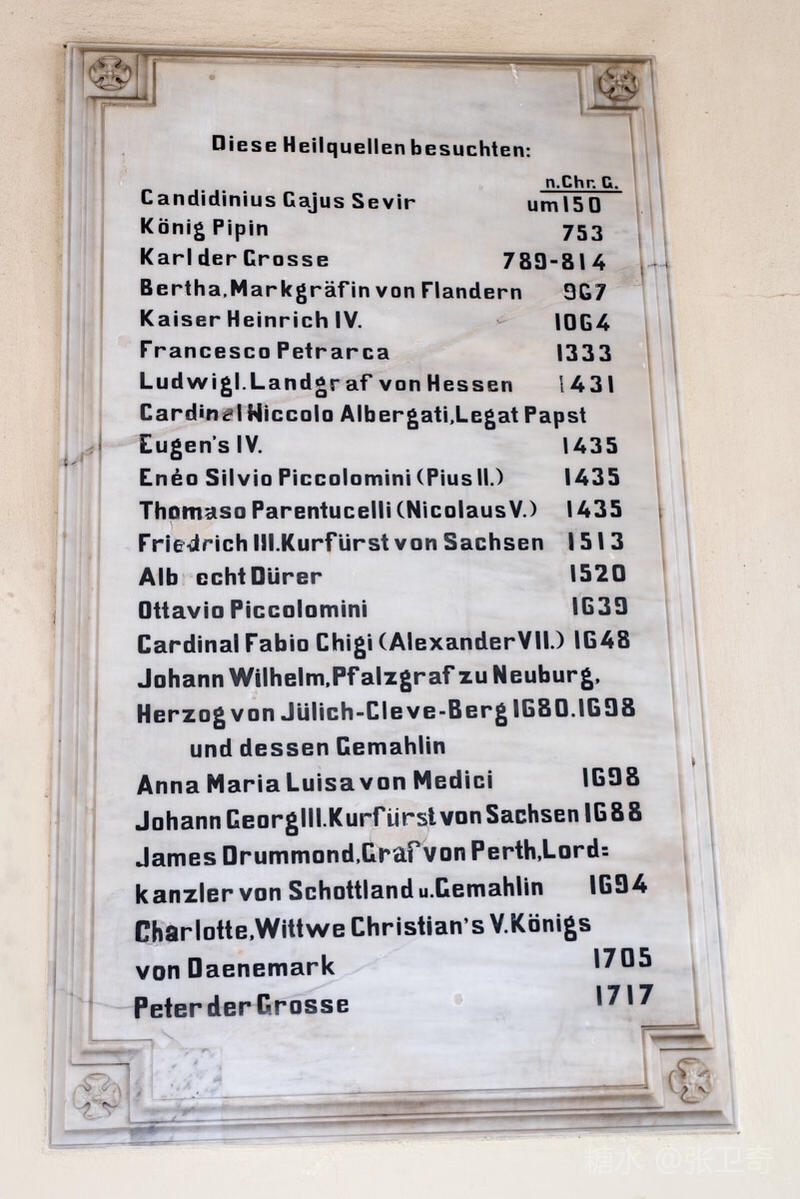 Diese Heilquellen besuchten:
n.Chr. G.
Candidinius Gajus Sevir um 150
König Pipin 753
Karl der Grosse 789-814
Bertha, Markgräfin von Flandern 967
Kaiser Heinrich IV. 1064
Francesco Petrarca 1333
Ludwig I. Landgraf von Hessen 1431
Cardinal Niccolo Albergati, Legat Papst
Eugen's IV. 1435
Enéo Silvio Piccolomini (Pius II.) 1435
Thomaso Parentucelli (Nicolaus V.) 1435
Friedrich III. Kurfürst von Sachsen 1513
Alb echt Dürer 1520
Ottavio Piccolomini 1639
Cardinal Fabio Chigi (Alexander VII.) 1648
Johann Wilhelm, Pfalzgraf zu Neuburg,
Herzog von Jülich-Cleve-Berg 1680. 1698
und dessen Gemahlin
Anna Maria Luisa von Medici 1698
Johann Georg III. Kurfürst von Sachsen 1688
James Drummond, Graf von Perth, Lord=
kanzler von Schottland u. Gemahlin 1694
Charlotte, Wittwe Christian's V. Königs
von Daenemark 1705
Peter der Grosse 1717
糖水 @张卫奇